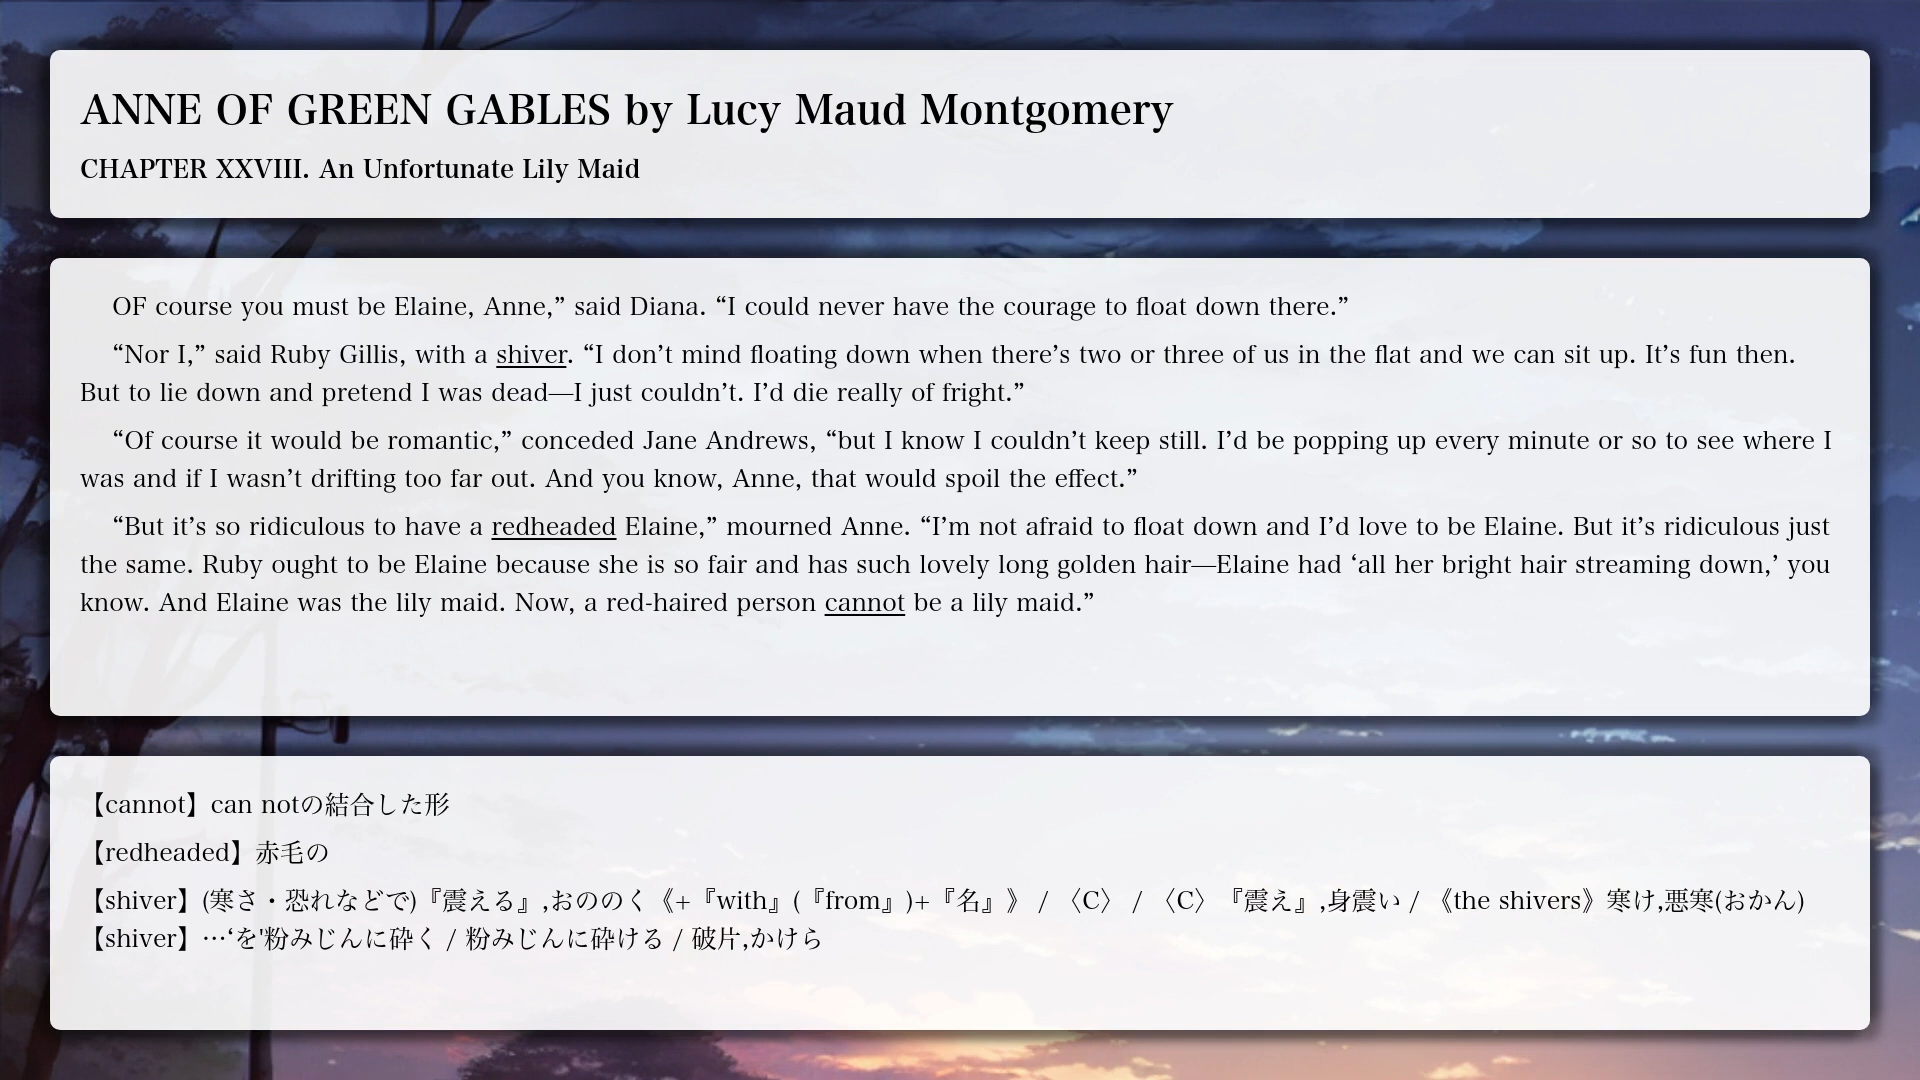 ANNE OF GREEN GABLES by Lucy Maud Montgomery
CHAPTER XXVIII. An Unfortunate Lily Maid
OF course you must be Elaine, Anne,” said Diana. “I could never have the courage to float down there.”
“Nor I,” said Ruby Gillis, with a shiver. “I don’t mind floating down when there’s two or three of us in the flat and we can sit up. It’s fun then.
But to lie down and pretend I was dead—I just couldn’t. I’d die really of fright.”
“Of course it would be romantic,” conceded Jane Andrews, “but I know I couldn’t keep still. I’d be popping up every minute or so to see where I
was and if I wasn’t drifting too far out. And you know, Anne, that would spoil the effect.”
“But it’s so ridiculous to have a redheaded Elaine,” mourned Anne. “I’m not afraid to float down and I’d love to be Elaine. But it’s ridiculous just
the same. Ruby ought to be Elaine because she is so fair and has such lovely long golden hair—Elaine had ‘all her bright hair streaming down,’ you
know. And Elaine was the lily maid. Now, a red-haired person cannot be a lily maid.”
【cannot】can notの結合した形
【redheaded】赤毛の
【shiver】(寒さ・恐れなどで)『震える』,おののく《+『with』(『from』)+『名』》 / 〈C〉 / 〈C〉『震え』,身震い / 《the shivers》寒け,悪寒(おかん)
【shiver】…‘を'粉みじんに砕く / 粉みじんに砕ける / 破片,かけら